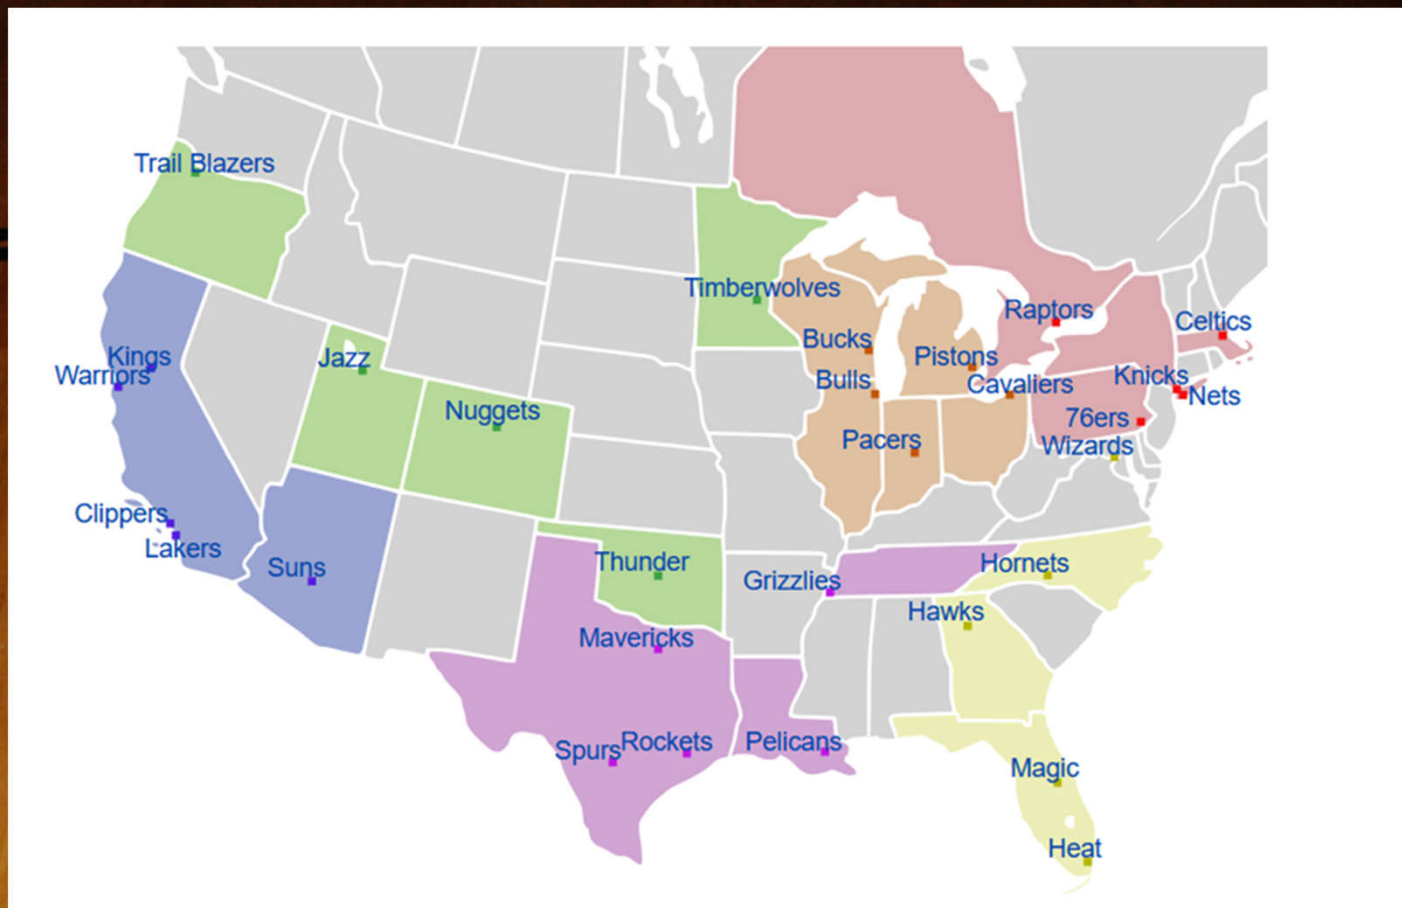 Trail Blazers
Timberwolves
Raptors
Celtics
Bucks
Pistons
Kings
Jazz
Warriors
Bulls
Cavaliers
Knicks
Nets
Nuggets
76ers
Pacers
Wizards
Clippers
Lakers
Suns
Thunder
Grizzlies
Hornets
Hawks
Mavericks
Spurs
Rockets
Pelicans
Magic
Heat